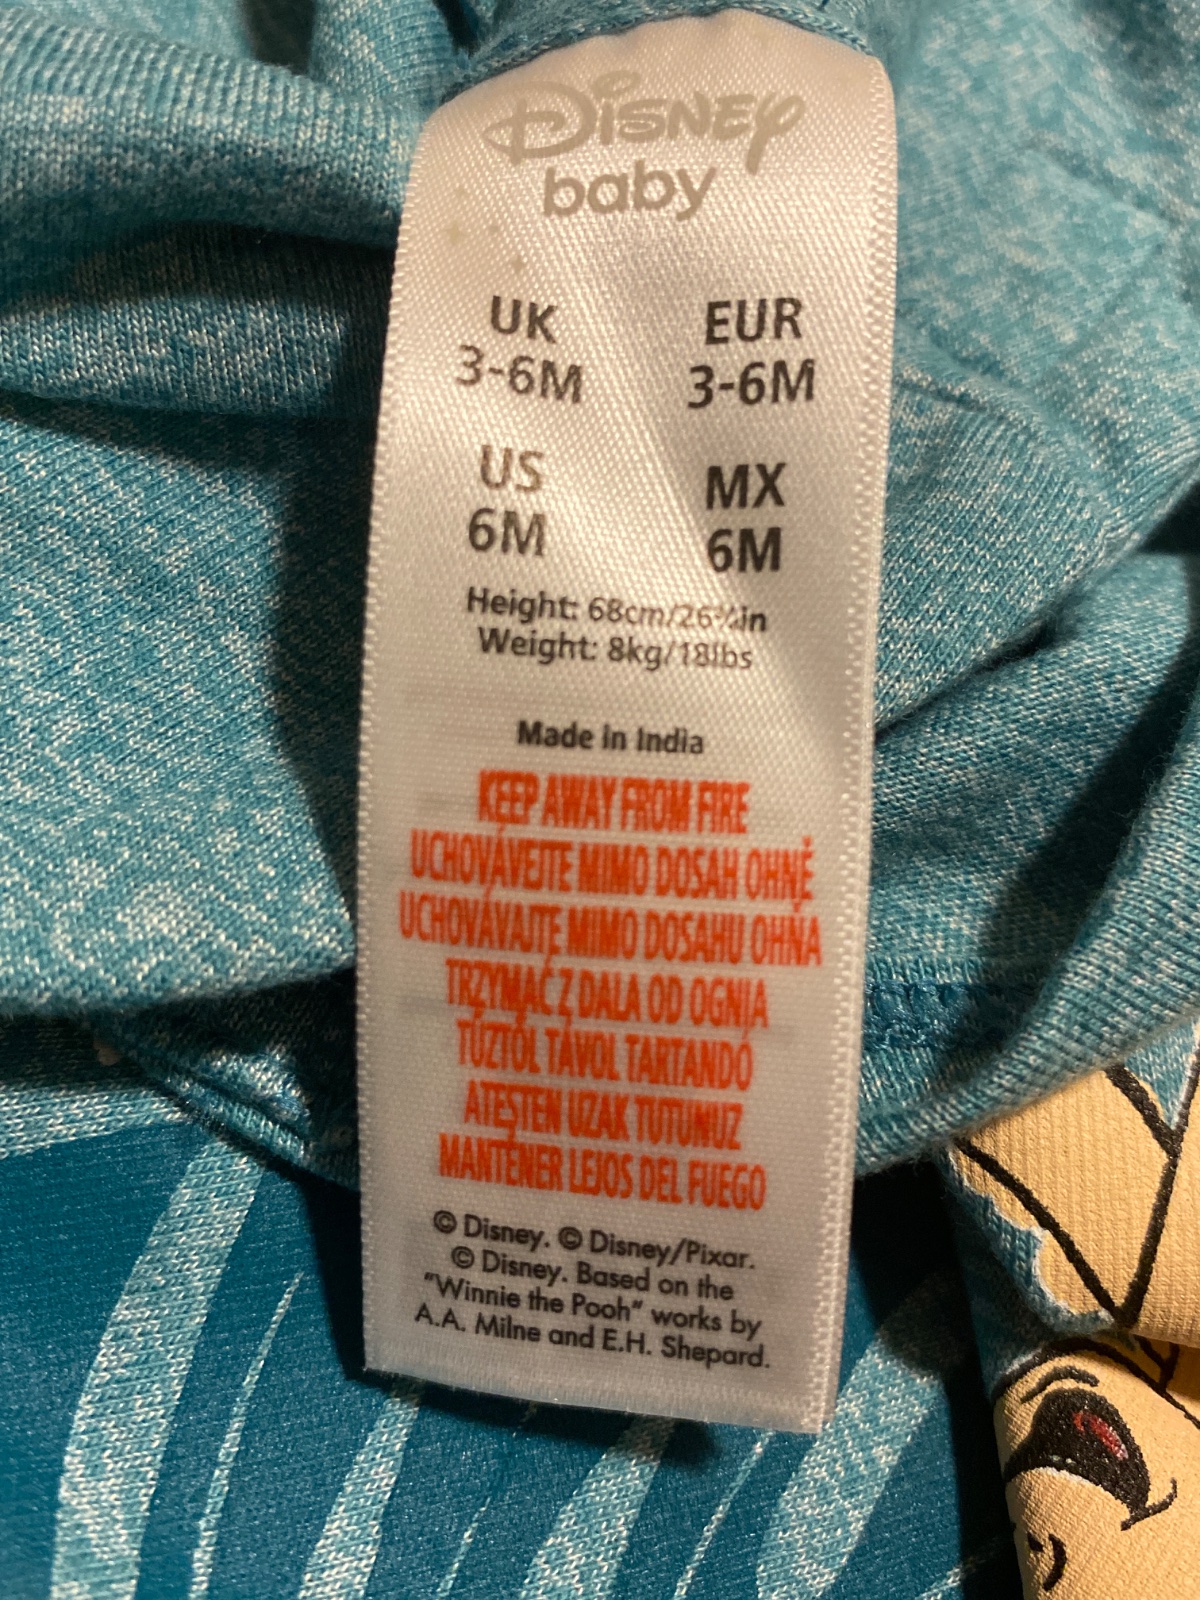 Disney
baby
UK EUR
3-6M 3-6M
US MX
6M 6M
Height: 68cm/26¾in
Weight: 8kg/18lbs
Made in India
KEEP AWAY FROM FIRE
UCHOVÁVEJTE MIMO DOSAH OHNĚ
UCHOVÁVAJTE MIMO DOSAHU OHŇA
TRZYMAĆ Z DALA OD OGNIA
TŰZTŐL TÁVOL TARTANDÓ
ATEŞTEN UZAK TUTUNUZ
MANTENER LEJOS DEL FUEGO
© Disney. © Disney/Pixar.
© Disney. Based on the
"Winnie the Pooh" works by
A.A. Milne and E.H. Shepard.